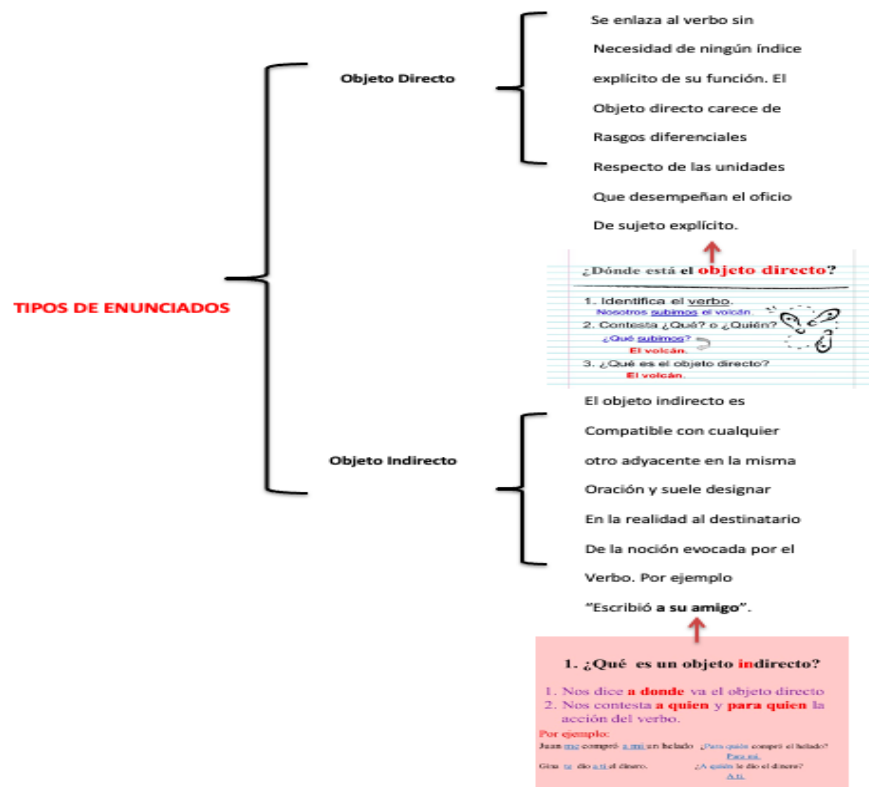 TIPOS DE ENUNCIADOS
Objeto Directo
Se enlaza al verbo sin
Necesidad de ningún índice
explícito de su función. El
Objeto directo carece de
Rasgos diferenciales
Respecto de las unidades
Que desempeñan el oficio
De sujeto explícito.
¿Dónde está el objeto directo?
1. Identifica el verbo.
Nosotros subimos el volcán.
2. Contesta ¿Qué? o ¿Quién?
¿Qué subimos?
El volcán.
3. ¿Qué es el objeto directo?
El volcán.
Objeto Indirecto
El objeto indirecto es
Compatible con cualquier
otro adyacente en la misma
Oración y suele designar
En la realidad al destinatario
De la noción evocada por el
Verbo. Por ejemplo
“Escribió a su amigo”.
1. ¿Qué es un objeto indirecto?
1. Nos dice a donde va el objeto directo
2. Nos contesta a quien y para quien la
acción del verbo.
Por ejemplo:
Juan me compró a mi un helado ¿Para quién compró el helado?
Para mi.
Gina te dio a ti el dinero. ¿A quién le dio el dinero?
A ti.